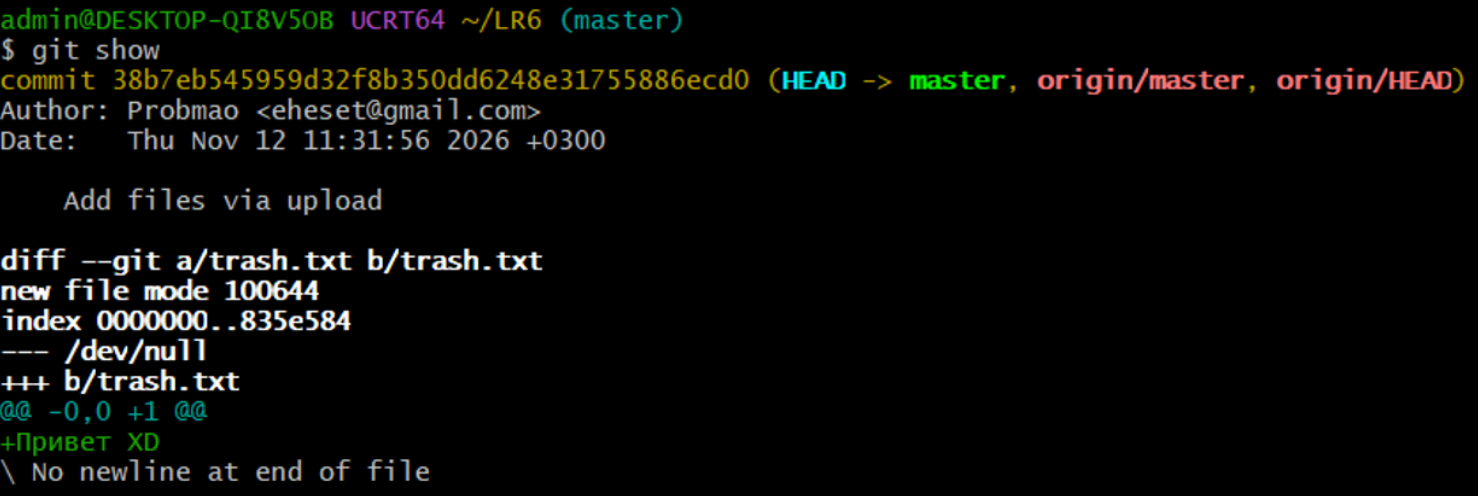 admin@DESKTOP-QI8V5OB UCRT64 ~/LR6 (master)
$ git show
commit 38b7eb545959d32f8b350dd6248e31755886ecd0 (HEAD -> master, origin/master, origin/HEAD)
Author: Probmao <eheset@gmail.com>
Date:   Thu Nov 12 11:31:56 2026 +0300

    Add files via upload

diff --git a/trash.txt b/trash.txt
new file mode 100644
index 0000000..835e584
--- /dev/null
+++ b/trash.txt
@@ -0,0 +1 @@
+Привет XD
\ No newline at end of file